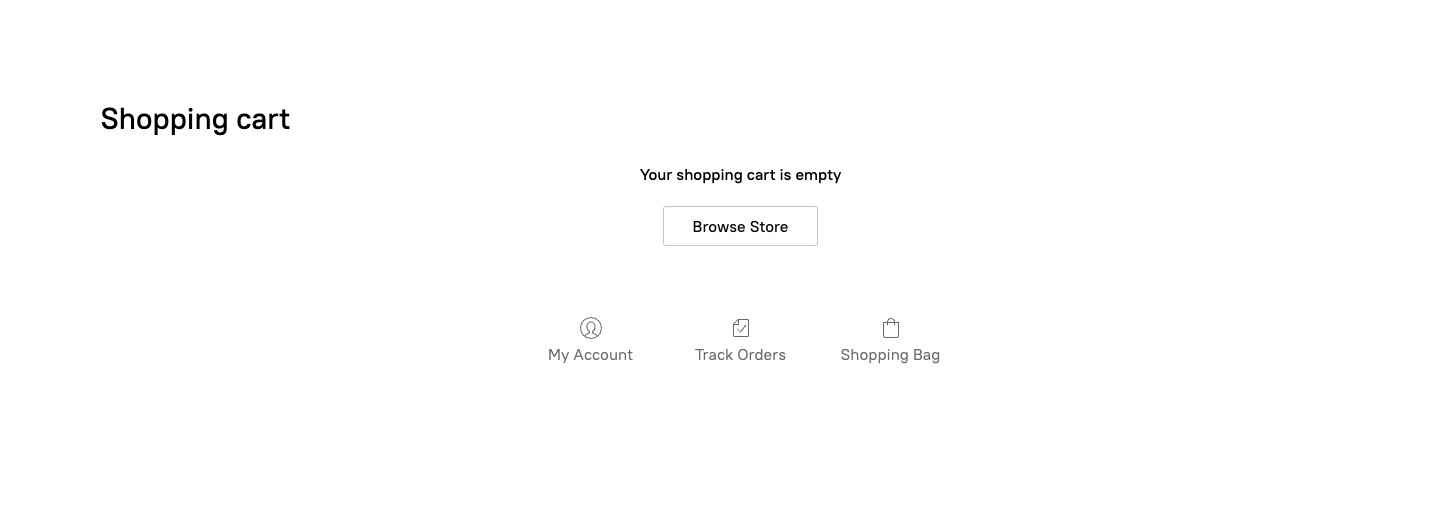 Shopping cart
Your shopping cart is empty
Browse Store
My Account
Track Orders
Shopping Bag